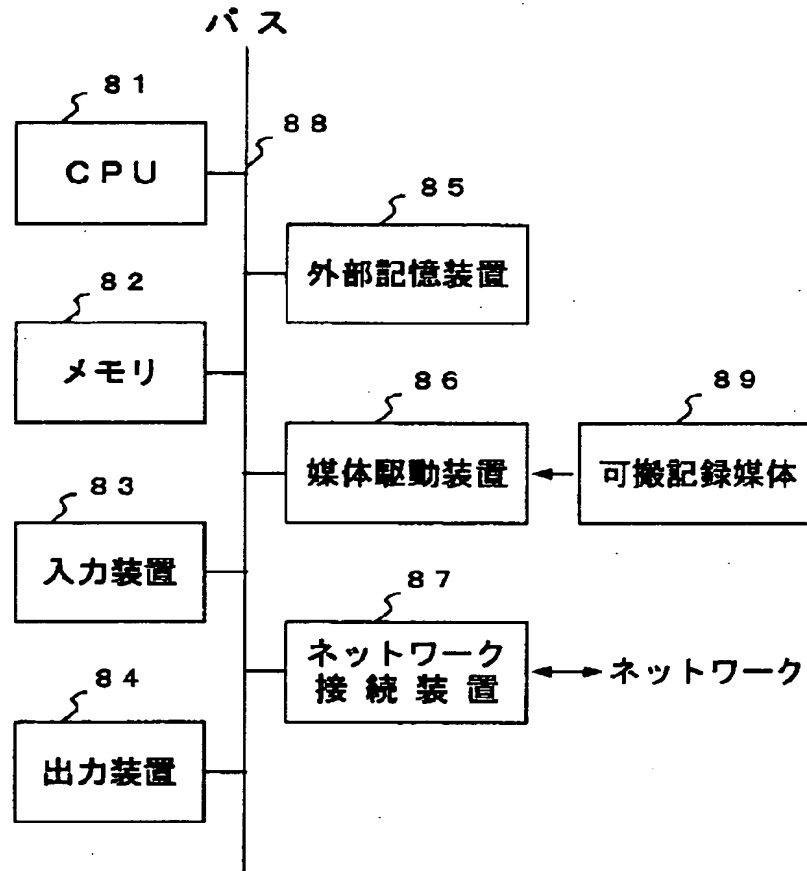 バス
81
CPU
88
85
外部記憶装置
82
メモリ
86
媒体駆動装置
89
可搬記録媒体
83
入力装置
87
ネットワーク
接続装置
ネットワーク
84
出力装置